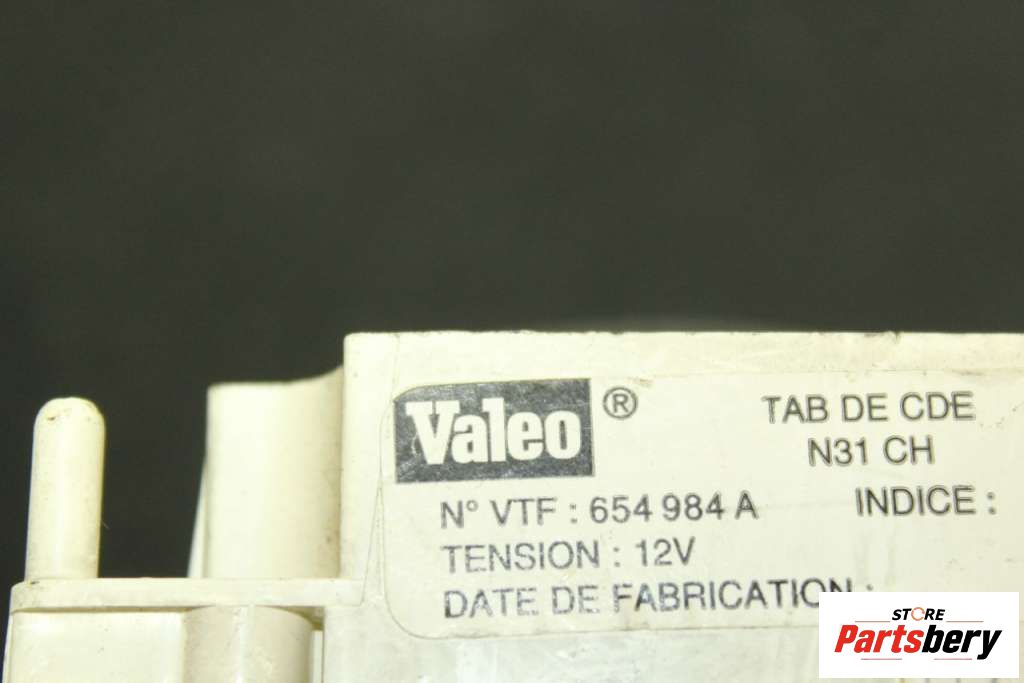 Valeo ®
TAB DE CDE
N31 CH
N° VTF : 654 984 A
INDICE :
TENSION : 12V
DATE DE FABRICATION :
STORE
Partsbery